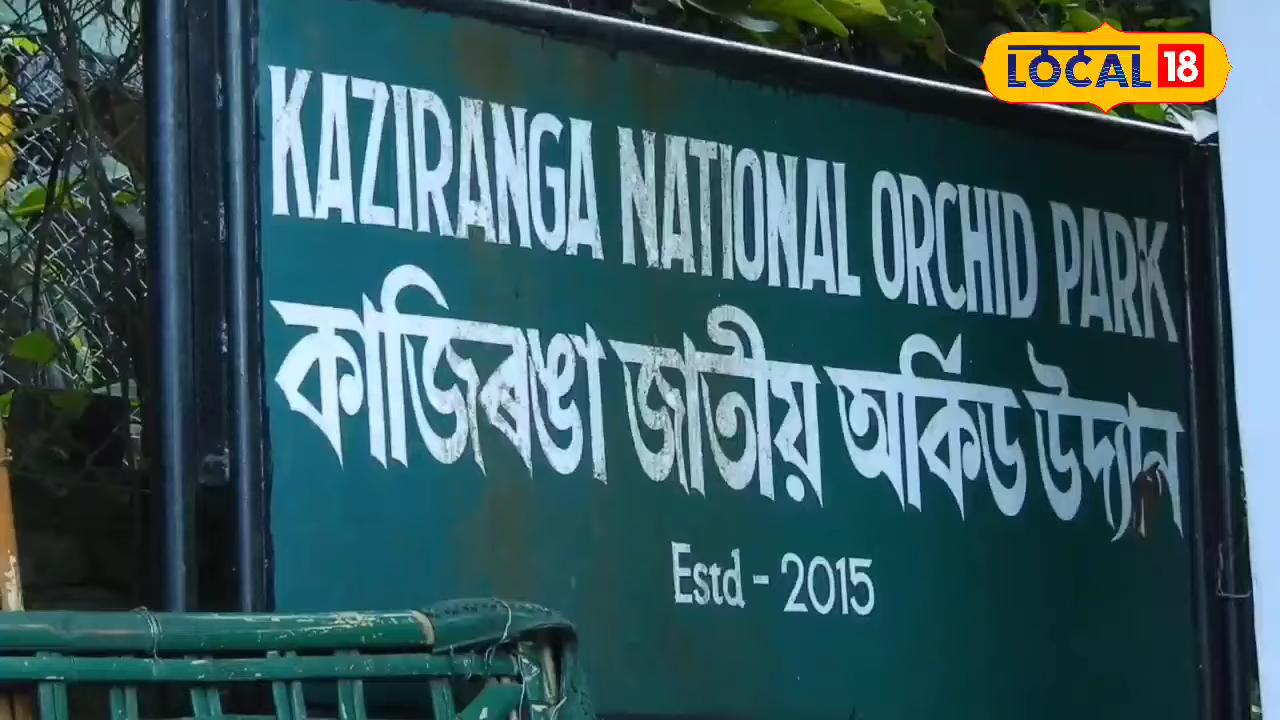 LOCAL 18
KAZIRANGA NATIONAL ORCHID PARK
কাজিৰঙা জাতীয় অৰ্কিড উদ্যান
Estd - 2015